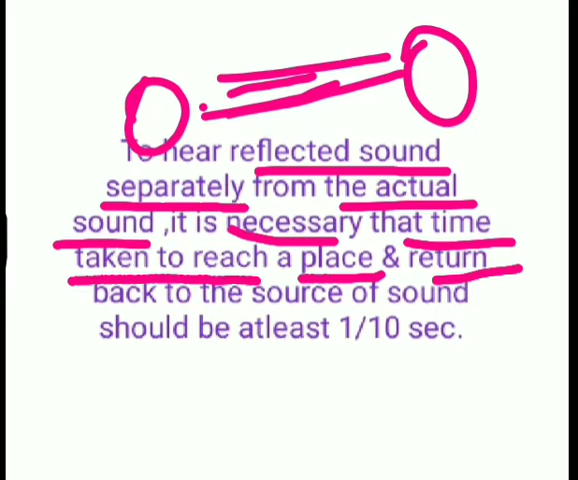 To hear reflected sound
separately from the actual
sound ,it is necessary that time
taken to reach a place & return
back to the source of sound
should be atleast 1/10 sec.